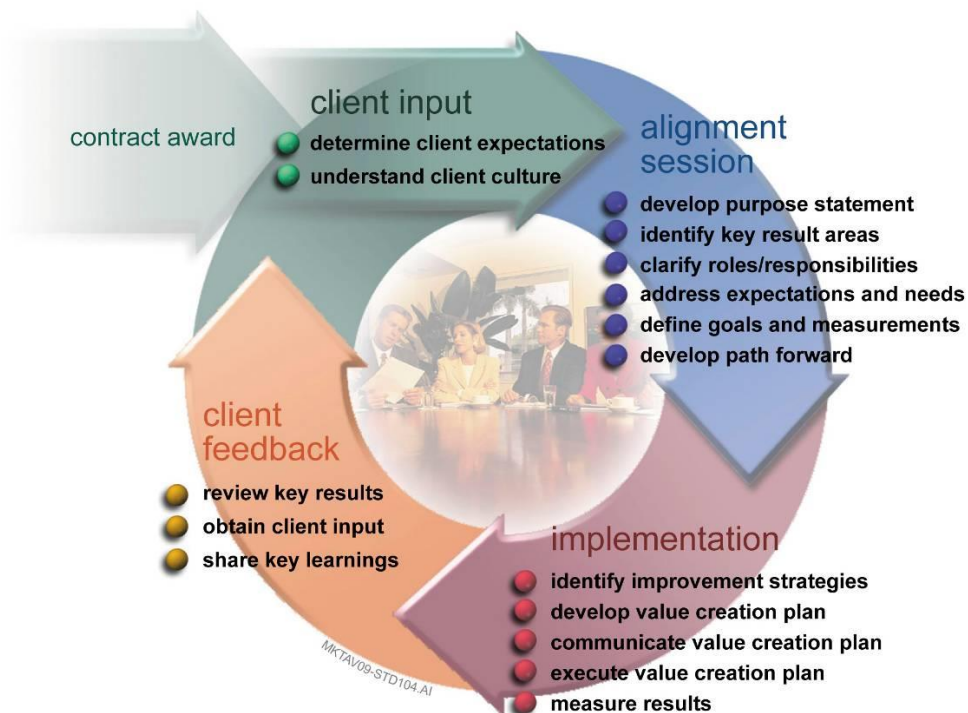 contract award
client input
determine client expectations
understand client culture
alignment
session
develop purpose statement
identify key result areas
clarify roles/responsibilities
address expectations and needs
define goals and measurements
develop path forward
implementation
identify improvement strategies
develop value creation plan
communicate value creation plan
execute value creation plan
measure results
client
feedback
review key results
obtain client input
share key learnings
MKTAV09-STD104.AI